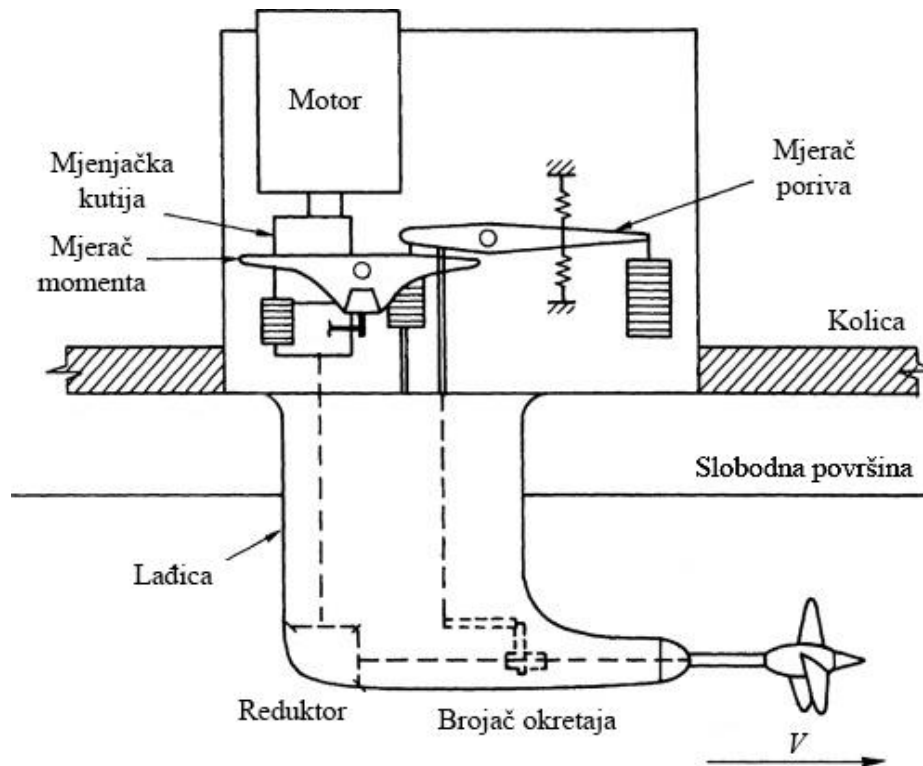 Motor
Mjenjačka
kutija
Mjerač
momenta
Mjerač
poriva
Kolica
Slobodna površina
Lađica
Reduktor
Brojač okretaja
V